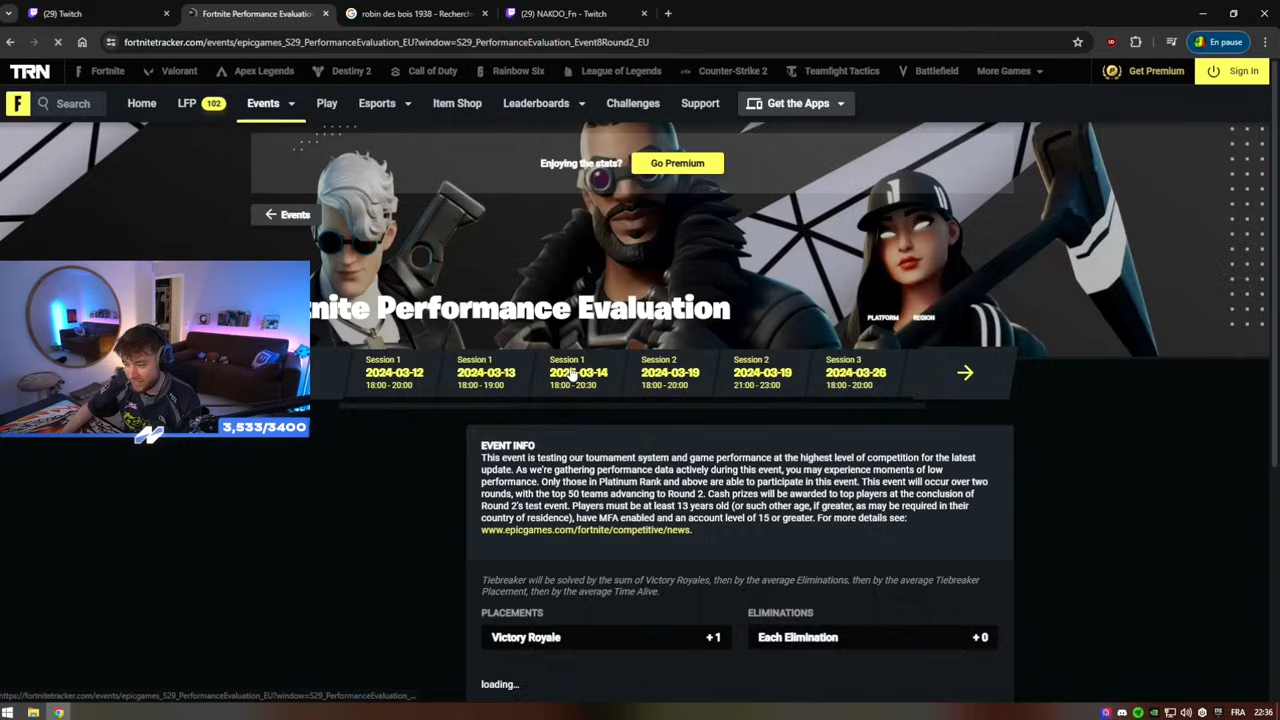 (29) Twitch
Fortnite Performance Evaluatio
robin des bois 1938 - Recherch
(29) NAKOO_Fn - Twitch
fortnitetracker.com/events/epicgames_S29_PerformanceEvaluation_EU?window=S29_PerformanceEvaluation_Event8Round2_EU
En pause
TRN
Fortnite
Valorant
Apex Legends
Destiny 2
Call of Duty
Rainbow Six
League of Legends
Counter-Strike 2
Teamfight Tactics
Battlefield
More Games
Get Premium
Sign In
F
Search
Home
LFP 102
Events
Play
Esports
Item Shop
Leaderboards
Challenges
Support
Get the Apps
Enjoying the stats?
Go Premium
Events
tnite Performance Evaluation
PLATFORM
REGION
Session 1
2024-03-12
18:00 - 20:00
Session 1
2024-03-13
18:00 - 19:00
Session 1
2024-03-14
18:00 - 20:30
Session 2
2024-03-19
18:00 - 20:00
Session 2
2024-03-19
21:00 - 23:00
Session 3
2024-03-26
18:00 - 20:00
3,533/3400
EVENT INFO
This event is testing our tournament system and game performance at the highest level of competition for the latest
update. As we're gathering performance data actively during this event, you may experience moments of low
performance. Only those in Platinum Rank and above are able to participate in this event. This event will occur over two
rounds, with the top 50 teams advancing to Round 2. Cash prizes will be awarded to top players at the conclusion of
Round 2's test event. Players must be at least 13 years old (or such other age, if greater, as may be required in their
country of residence), have MFA enabled and an account level of 15 or greater. For more details see:
www.epicgames.com/fortnite/competitive/news.
Tiebreaker will be solved by the sum of Victory Royales, then by the average Eliminations, then by the average Tiebreaker
Placement, then by the average Time Alive.
PLACEMENTS
ELIMINATIONS
Victory Royale +1
Each Elimination +0
loading...
https://fortnitetracker.com/events/epicgames_S29_PerformanceEvaluation_EU?window=S29_PerformanceEvaluation_...
FRA
22:36